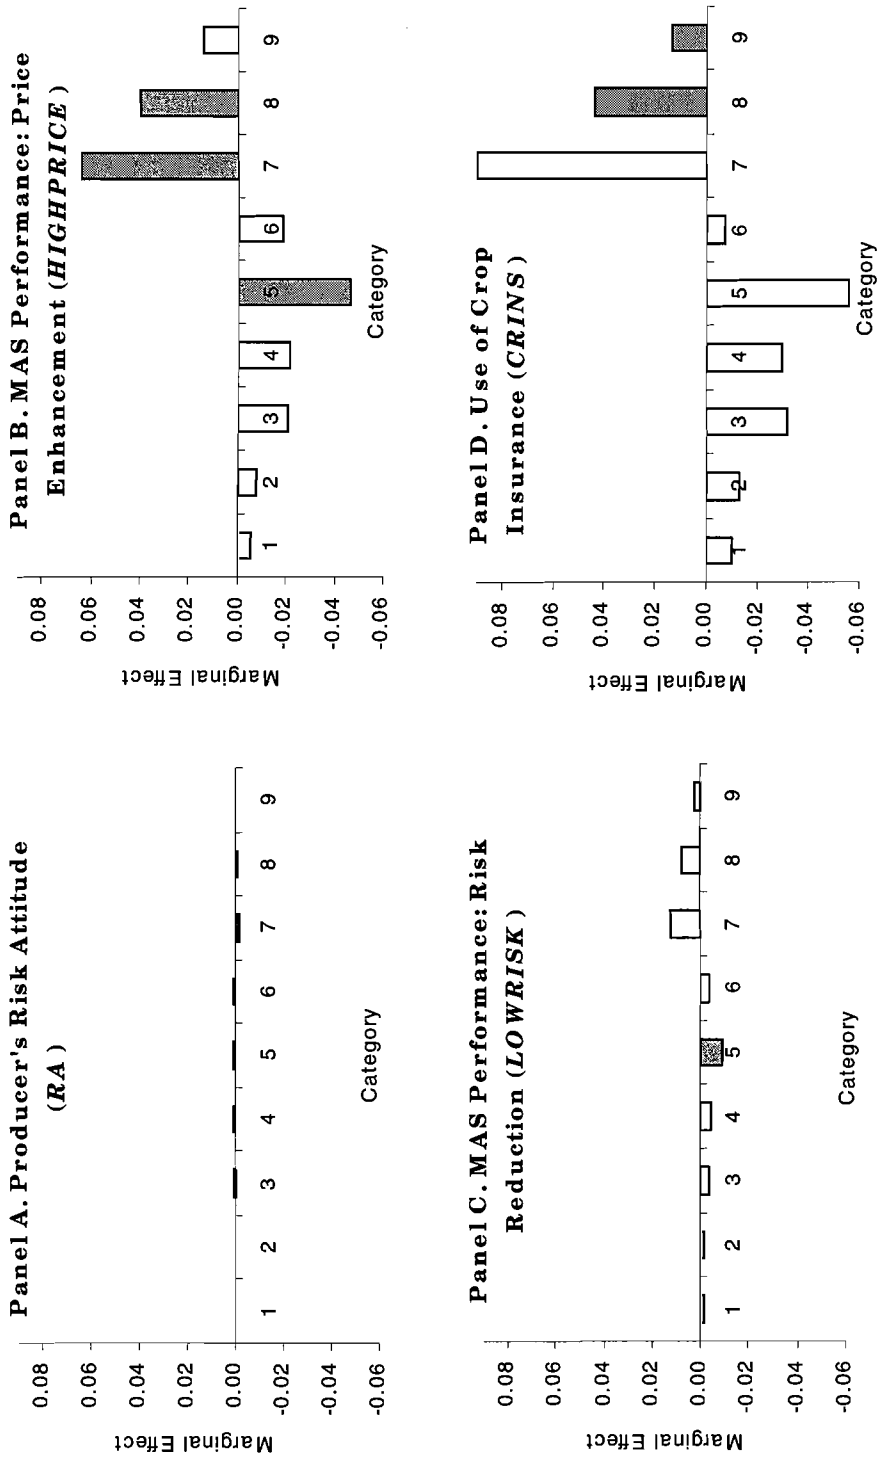 Panel A. Producer's Risk Attitude
(RA)
Marginal Effect
0.08
0.06
0.04
0.02
0.00
-0.02
-0.04
-0.06
1 2 3 4 5 6 7 8 9
Category
Panel B. MAS Performance: Price
Enhancement (HIGHPRICE)
Marginal Effect
0.08
0.06
0.04
0.02
0.00
-0.02
-0.04
-0.06
1 2 3 4 5 6 7 8 9
Category
Panel C. MAS Performance: Risk
Reduction (LOWRISK)
Marginal Effect
0.08
0.06
0.04
0.02
0.00
-0.02
-0.04
-0.06
1 2 3 4 5 6 7 8 9
Category
Panel D. Use of Crop
Insurance (CRINS)
Marginal Effect
0.08
0.06
0.04
0.02
0.00
-0.02
-0.04
-0.06
1 2 3 4 5 6 7 8 9
Category